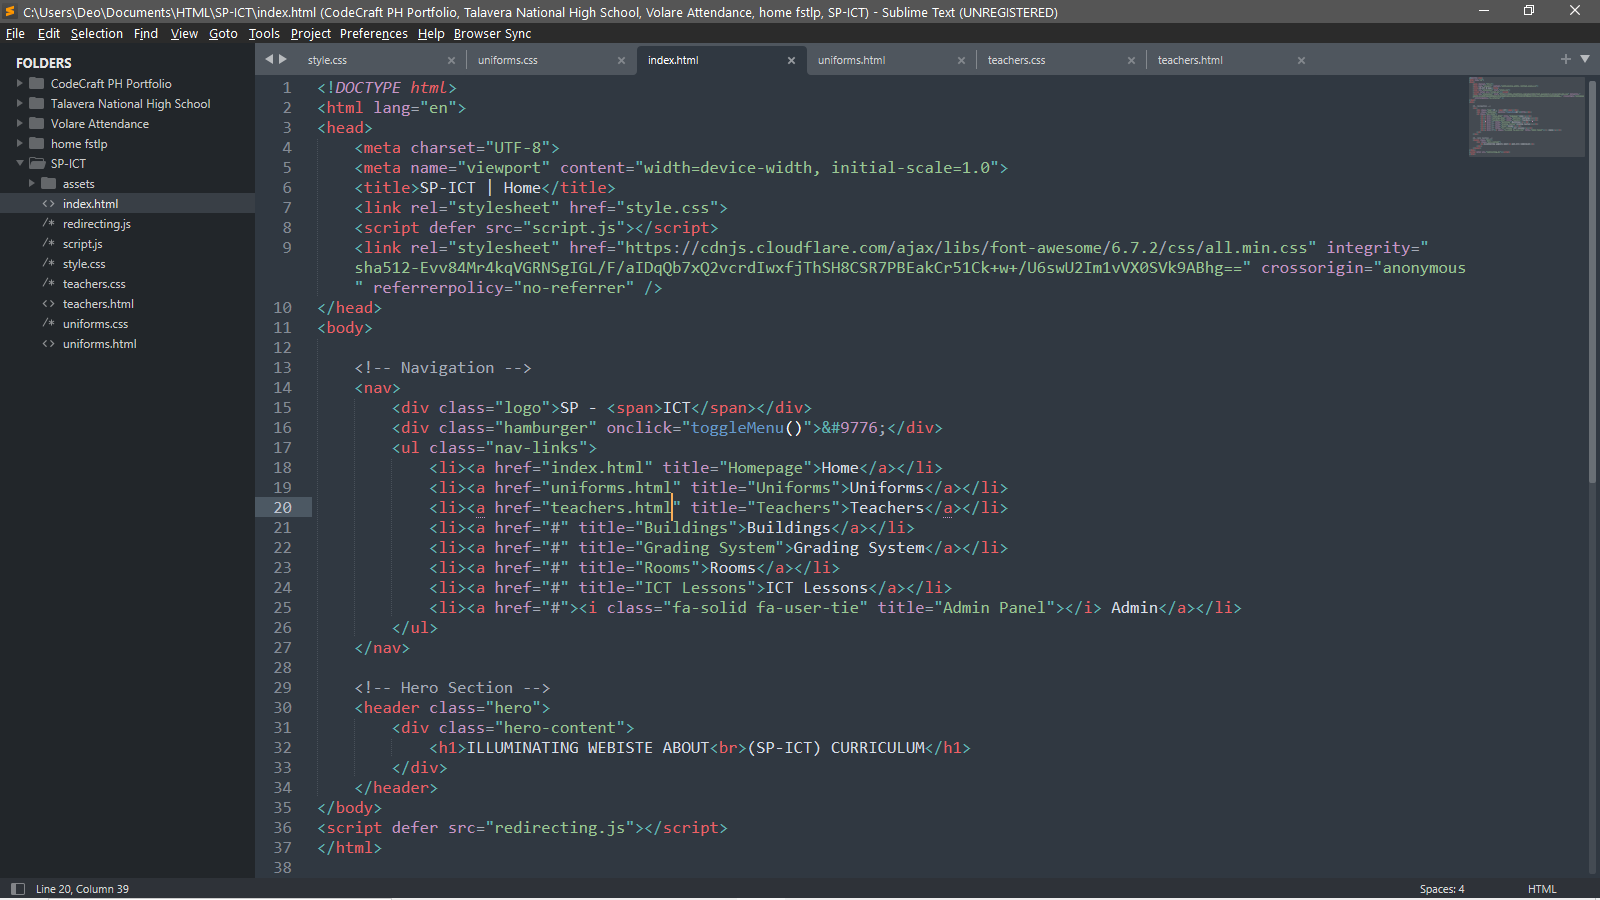 C:\Users\Deo\Documents\HTML\SP-ICT\index.html (CodeCraft PH Portfolio, Talavera National High School, Volare Attendance, home fstlp, SP-ICT) - Sublime Text (UNREGISTERED)
File Edit Selection Find View Goto Tools Project Preferences Help Browser Sync
FOLDERS
CodeCraft PH Portfolio
Talavera National High School
Volare Attendance
home fstlp
SP-ICT
assets
<> index.html
/* redirecting.js
/* script.js
/* style.css
/* teachers.css
<> teachers.html
/* uniforms.css
<> uniforms.html
style.css × uniforms.css × index.html × uniforms.html × teachers.css × teachers.html ×
1 <!DOCTYPE html>
2 <html lang="en">
3 <head>
4 <meta charset="UTF-8">
5 <meta name="viewport" content="width=device-width, initial-scale=1.0">
6 <title>SP-ICT | Home</title>
7 <link rel="stylesheet" href="style.css">
8 <script defer src="script.js"></script>
9 <link rel="stylesheet" href="https://cdnjs.cloudflare.com/ajax/libs/font-awesome/6.7.2/css/all.min.css" integrity="
sha512-Evv84Mr4kqVGRNSgIGL/F/aIDqQb7xQ2vcrdIwxfjThSH8CSR7PBEakCr51Ck+w+/U6swU2Im1vVX0SVk9ABhg==" crossorigin="anonymous
" referrerpolicy="no-referrer" />
10 </head>
11 <body>
12
13 <!-- Navigation -->
14 <nav>
15 <div class="logo">SP - <span>ICT</span></div>
16 <div class="hamburger" onclick="toggleMenu()">&#9776;</div>
17 <ul class="nav-links">
18 <li><a href="index.html" title="Homepage">Home</a></li>
19 <li><a href="uniforms.html" title="Uniforms">Uniforms</a></li>
20 <li><a href="teachers.html" title="Teachers">Teachers</a></li>
21 <li><a href="#" title="Buildings">Buildings</a></li>
22 <li><a href="#" title="Grading System">Grading System</a></li>
23 <li><a href="#" title="Rooms">Rooms</a></li>
24 <li><a href="#" title="ICT Lessons">ICT Lessons</a></li>
25 <li><a href="#"><i class="fa-solid fa-user-tie" title="Admin Panel"></i> Admin</a></li>
26 </ul>
27 </nav>
28
29 <!-- Hero Section -->
30 <header class="hero">
31 <div class="hero-content">
32 <h1>ILLUMINATING WEBISTE ABOUT<br>(SP-ICT) CURRICULUM</h1>
33 </div>
34 </header>
35 </body>
36 <script defer src="redirecting.js"></script>
37 </html>
38
Line 20, Column 39
Spaces: 4
HTML